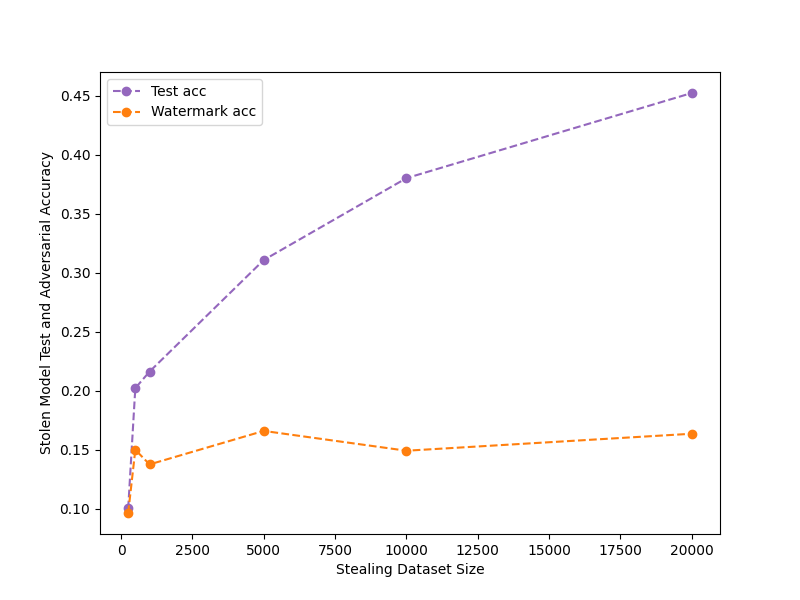 Test acc
Watermark acc
Stolen Model Test and Adversarial Accuracy
0.45
0.40
0.35
0.30
0.25
0.20
0.15
0.10
0 2500 5000 7500 10000 12500 15000 17500 20000
Stealing Dataset Size